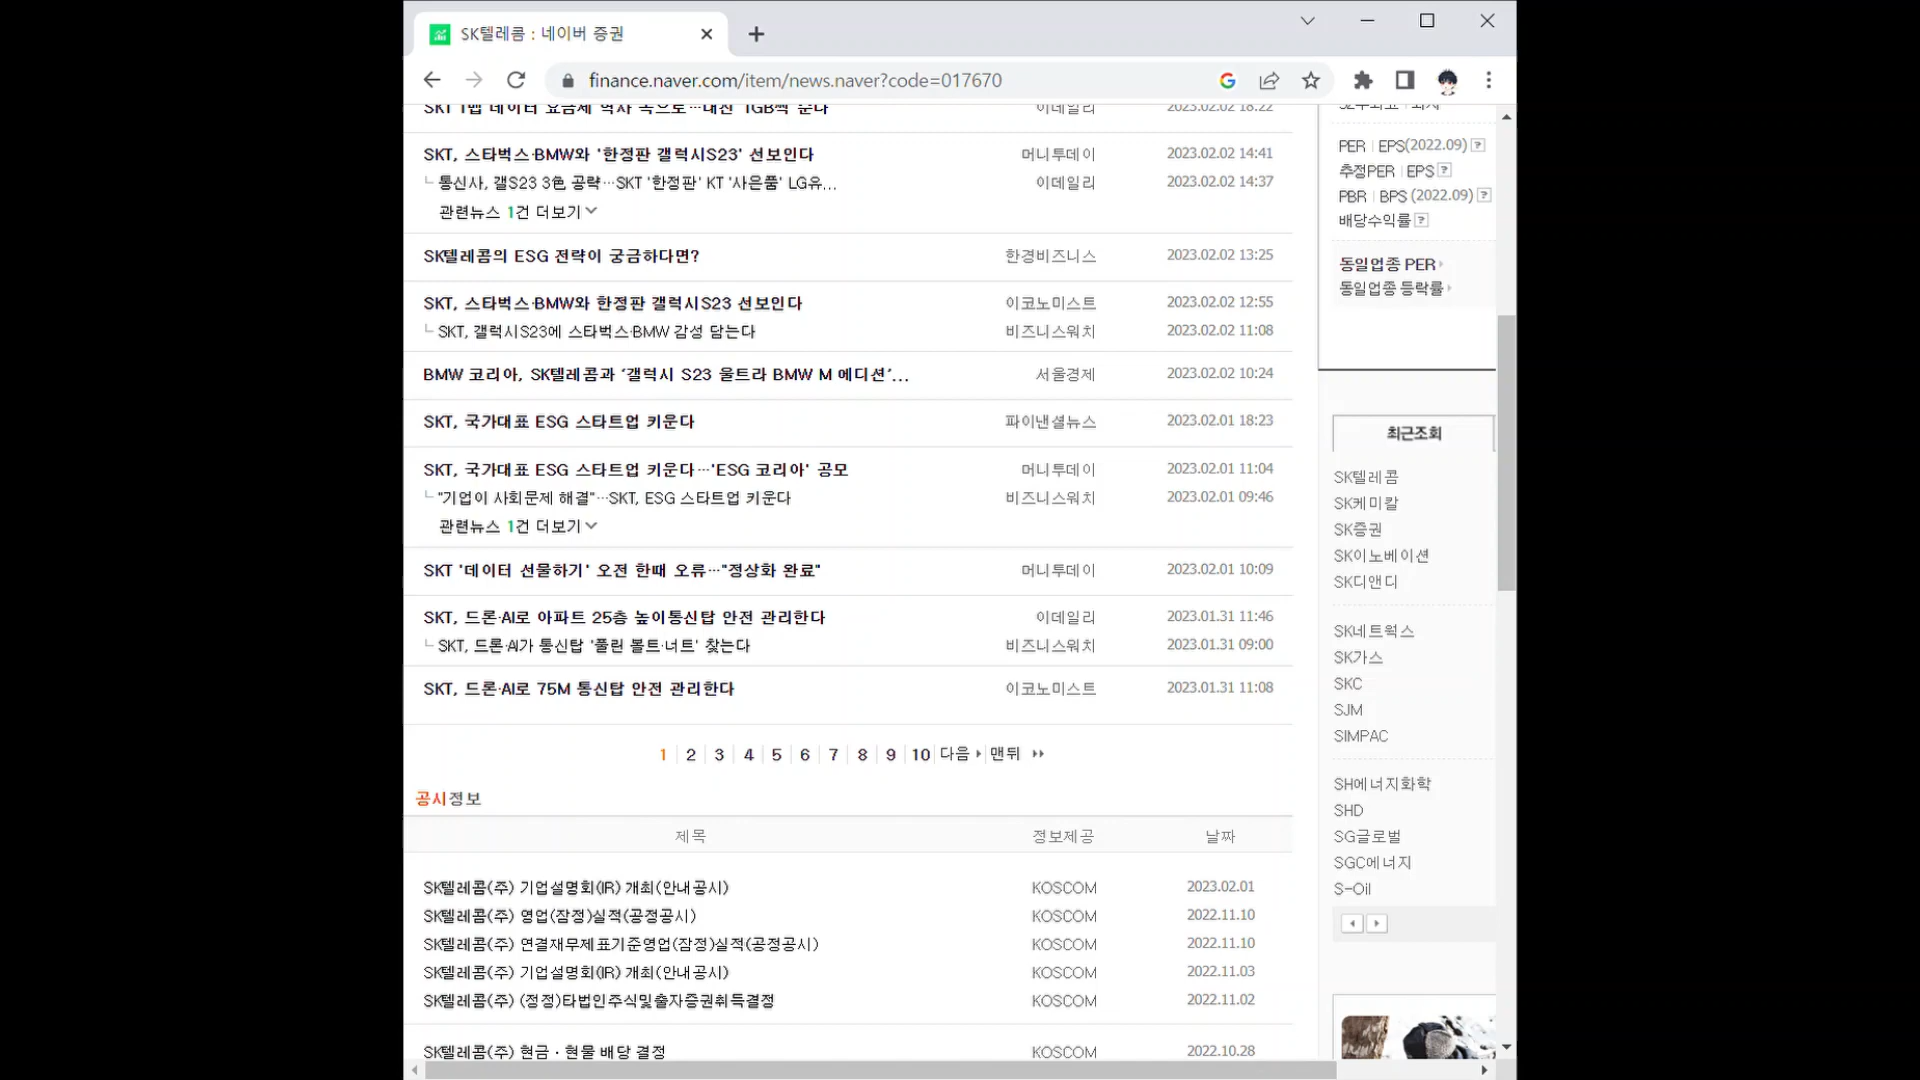 SK텔레콤 : 네이버 증권
finance.naver.com/item/news.naver?code=017670
SKT 1맵 데이터 요금제 역사 속으로…대신 1GB씩 준다 이데일리 2023.02.02 18:22
SKT, 스타벅스·BMW와 '한정판 갤럭시S23' 선보인다 머니투데이 2023.02.02 14:41
통신사, 갤S23 3色 공략…SKT '한정판' KT '사은품' LG유... 이데일리 2023.02.02 14:37
관련뉴스 1건 더보기
SK텔레콤의 ESG 전략이 궁금하다면? 한경비즈니스 2023.02.02 13:25
SKT, 스타벅스·BMW와 한정판 갤럭시S23 선보인다 이코노미스트 2023.02.02 12:55
SKT, 갤럭시S23에 스타벅스·BMW 감성 담는다 비즈니스워치 2023.02.02 11:08
BMW 코리아, SK텔레콤과 ‘갤럭시 S23 울트라 BMW M 에디션’... 서울경제 2023.02.02 10:24
SKT, 국가대표 ESG 스타트업 키운다 파이낸셜뉴스 2023.02.01 18:23
SKT, 국가대표 ESG 스타트업 키운다…'ESG 코리아' 공모 머니투데이 2023.02.01 11:04
"기업이 사회문제 해결"…SKT, ESG 스타트업 키운다 비즈니스워치 2023.02.01 09:46
관련뉴스 1건 더보기
SKT '데이터 선물하기' 오전 한때 오류…"정상화 완료" 머니투데이 2023.02.01 10:09
SKT, 드론·AI로 아파트 25층 높이통신탑 안전 관리한다 이데일리 2023.01.31 11:46
SKT, 드론·AI가 통신탑 '풀린 볼트·너트' 찾는다 비즈니스워치 2023.01.31 09:00
SKT, 드론·AI로 75M 통신탑 안전 관리한다 이코노미스트 2023.01.31 11:08
1 2 3 4 5 6 7 8 9 10 다음 맨뒤
공시정보
제목 정보제공 날짜
SK텔레콤(주) 기업설명회(IR) 개최(안내공시) KOSCOM 2023.02.01
SK텔레콤(주) 영업(잠정)실적(공정공시) KOSCOM 2022.11.10
SK텔레콤(주) 연결재무제표기준영업(잠정)실적(공정공시) KOSCOM 2022.11.10
SK텔레콤(주) 기업설명회(IR) 개최(안내공시) KOSCOM 2022.11.03
SK텔레콤(주) (정정)타법인주식및출자증권취득결정 KOSCOM 2022.11.02
SK텔레콤(주) 현금ㆍ현물 배당 결정 KOSCOM 2022.10.28
PER EPS(2022.09) ?
추정PER EPS ?
PBR BPS (2022.09) ?
배당수익률 ?
동일업종 PER
동일업종 등락률
최근조회
SK텔레콤
SK케미칼
SK증권
SK이노베이션
SK디앤디
SK네트웍스
SK가스
SKC
SJM
SIMPAC
SH에너지화학
SHD
SG글로벌
SGC에너지
S-Oil